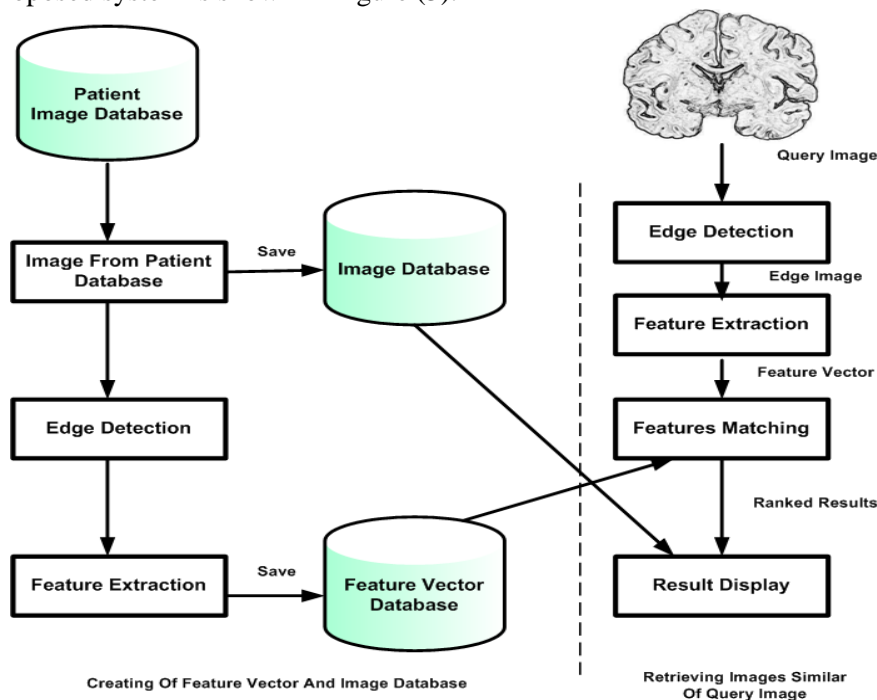 system is shown in Figure (3).
Patient
Image Database
Query Image
Image From Patient
Database
Save
Image Database
Edge Detection
Edge Image
Feature Extraction
Feature Vector
Edge Detection
Features Matching
Ranked Results
Feature Extraction
Save
Feature Vector
Database
Result Display
Creating Of Feature Vector And Image Database
Retrieving Images Similar
Of Query Image